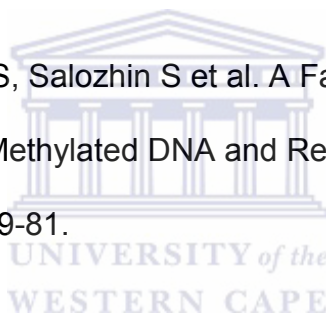 S, Salozhin S et al. A Fa
Methylated DNA and Re
9-81.
UNIVERSITY of the
WESTERN CAPE